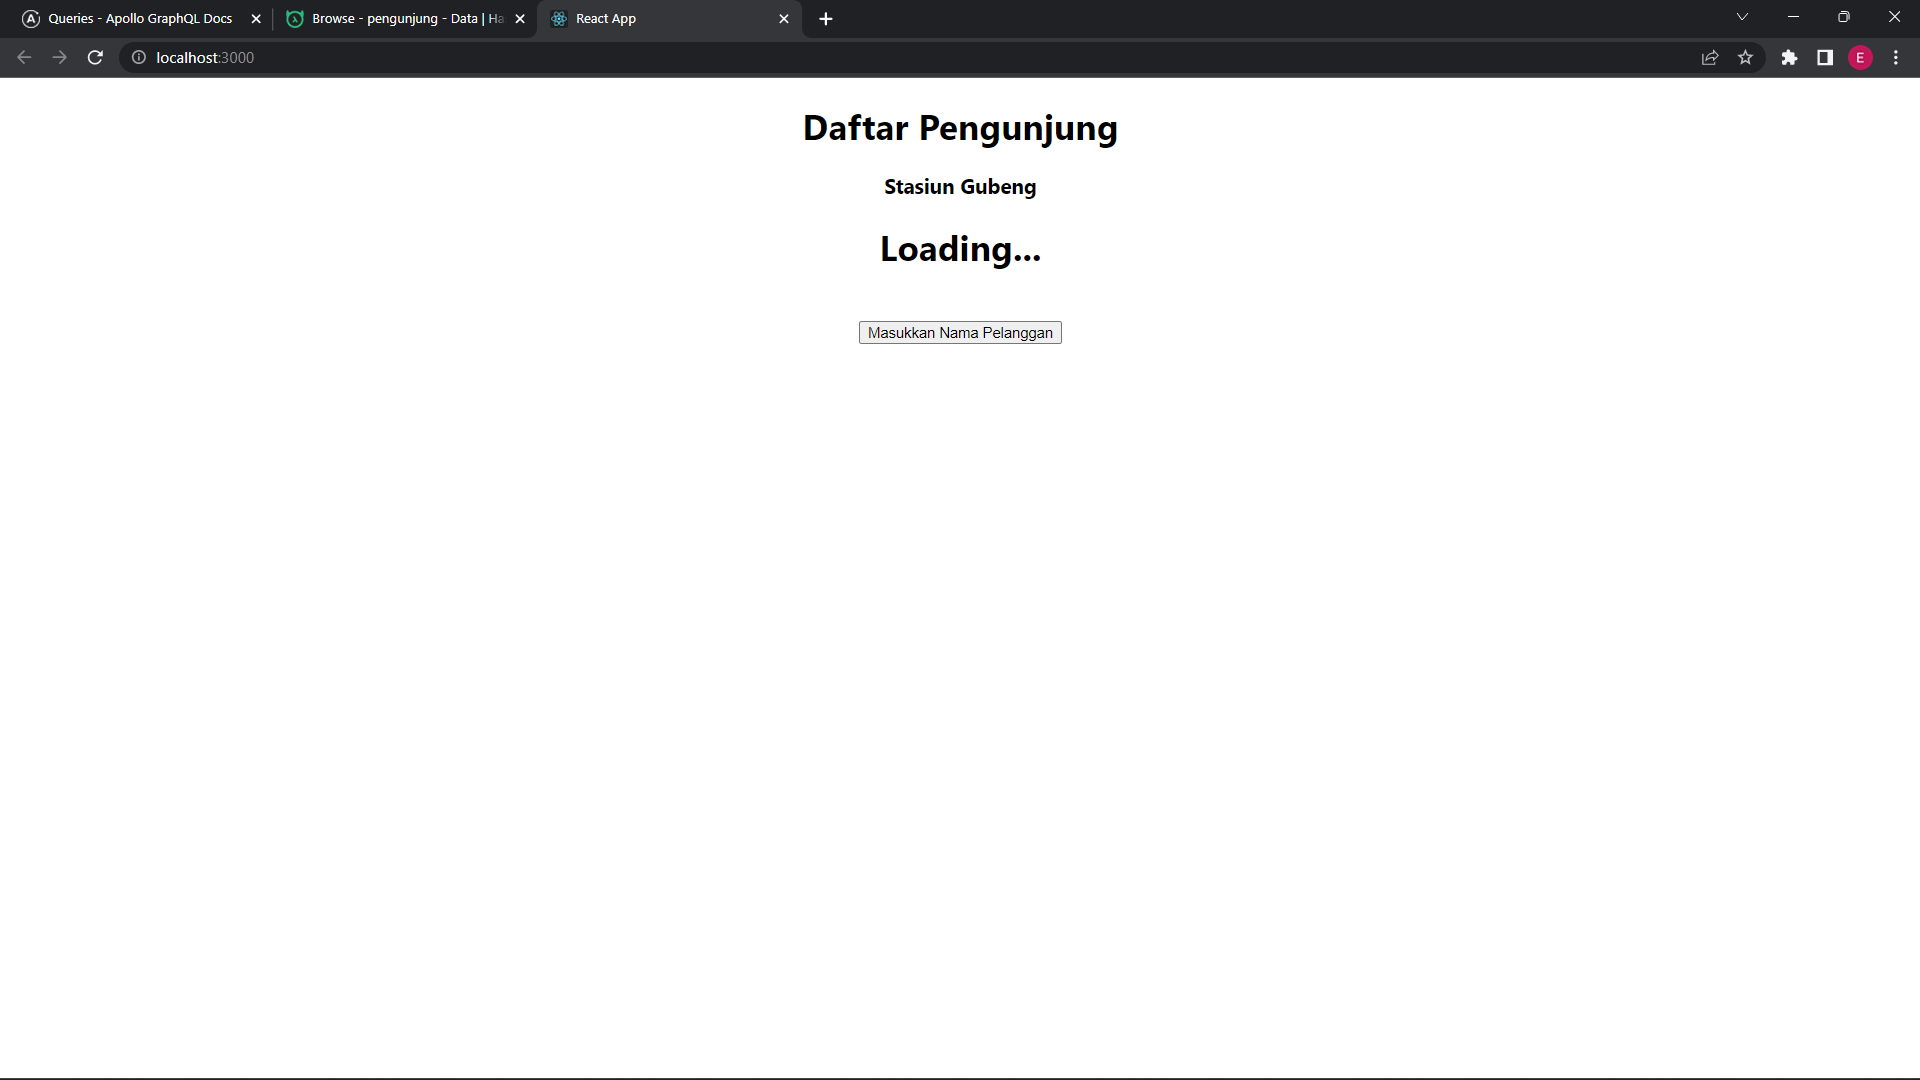 Queries - Apollo GraphQL Docs
Browse - pengunjung - Data | Ha
React App
localhost:3000
E
Daftar Pengunjung
Stasiun Gubeng
Loading...
Masukkan Nama Pelanggan